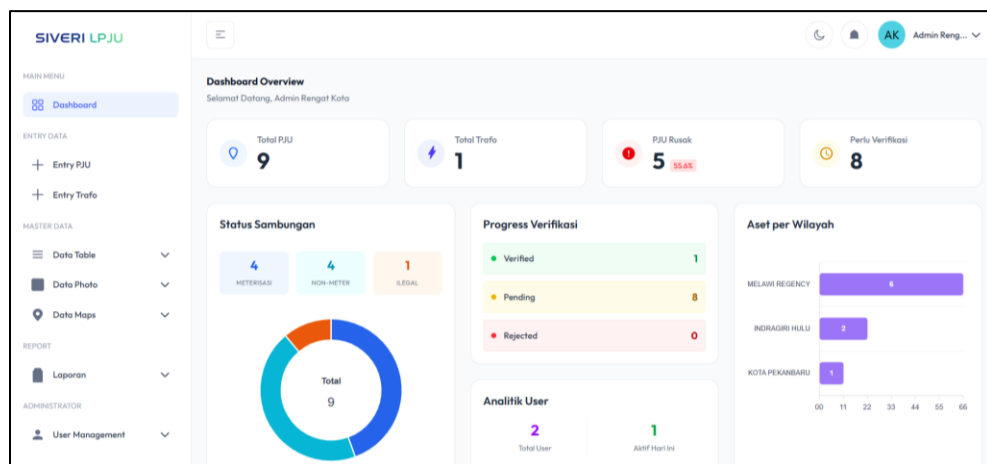 SIVERI LPJU
AK
Admin Reng...
MAIN MENU
Dashboard
ENTRY DATA
Entry PJU
Entry Trafo
MASTER DATA
Data Table
Data Photo
Data Maps
REPORT
Laporan
ADMINISTRATOR
User Management
Dashboard Overview
Selamat Datang, Admin Rengat Kota
Total PJU
9
Total Trafo
1
PJU Rusak
5 55.6%
Perlu Verifikasi
8
Status Sambungan
4
METERISASI
4
NON-METER
1
ILEGAL
Total
9
Progress Verifikasi
Verified 1
Pending 8
Rejected 0
Analitik User
2
Total User
1
Aktif Hari Ini
Aset per Wilayah
MELAWI REGENCY 6
INDRAGIRI HULU 2
KOTA PEKANBARU 1
00 11 22 33 44 55 66